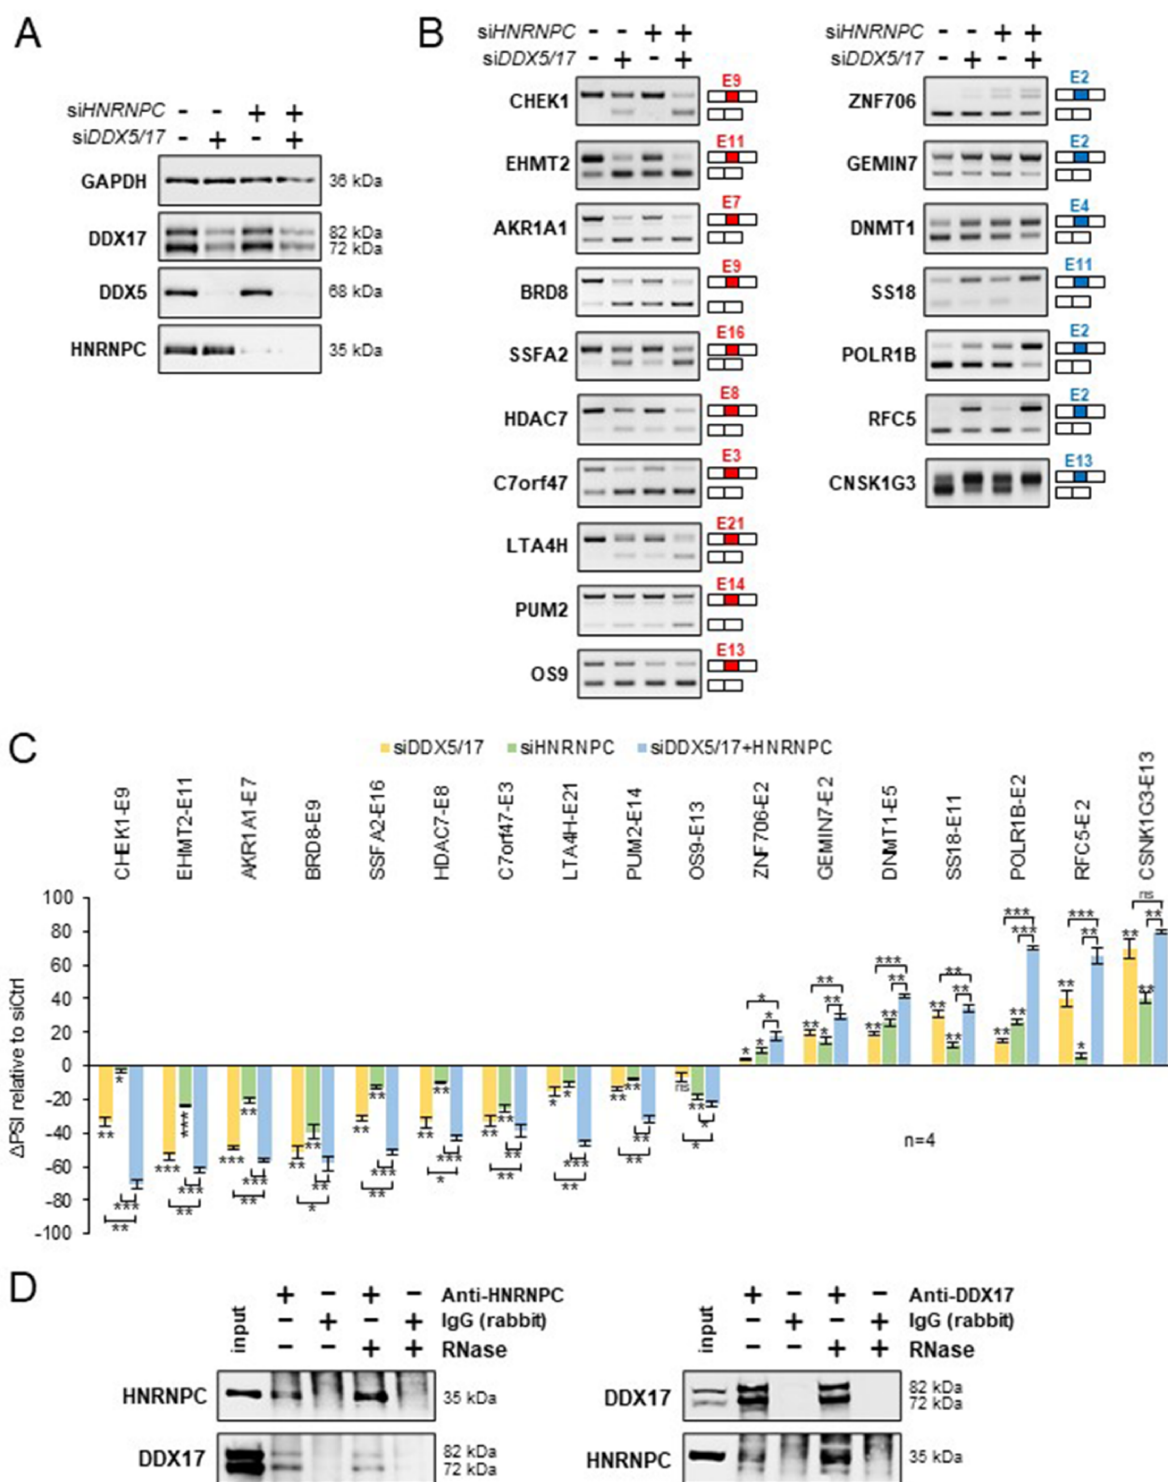 A
siHNRNPC - - + +
siDDX5/17 - + - +
GAPDH 36 kDa
DDX17 82 kDa
72 kDa
DDX5 68 kDa
HNRNPC 35 kDa
B
siHNRNPC - - + +
siDDX5/17 - + - +
CHEK1 E9
EHMT2 E11
AKR1A1 E7
BRD8 E9
SSFA2 E16
HDAC7 E8
C7orf47 E3
LTA4H E21
PUM2 E14
OS9 E13
siHNRNPC - - + +
siDDX5/17 - + - +
ZNF706 E2
GEMIN7 E2
DNMT1 E4
SS18 E11
POLR1B E2
RFC5 E2
CNSK1G3 E13
C
siDDX5/17 siHNRNPC siDDX5/17+HNRNPC
CHEK1-E9
EHMT2-E11
AKR1A1-E7
BRD8-E9
SSFA2-E16
HDAC7-E8
C7orf47-E3
LTA4H-E21
PUM2-E14
OS9-E13
ZNF706-E2
GEMIN7-E2
DNMT1-E5
SS18-E11
POLR1B-E2
RFC5-E2
CSNK1G3-E13
ΔPSI relative to siCtrl
100
80
60
40
20
0
-20
-40
-60
-80
-100
ns
ns
n=4
D
input
+ - + - Anti-HNRNPC
- + - + IgG (rabbit)
- - + + RNase
HNRNPC 35 kDa
DDX17 82 kDa
72 kDa
input
+ - + - Anti-DDX17
- + - + IgG (rabbit)
- - + + RNase
DDX17 82 kDa
72 kDa
HNRNPC 35 kDa